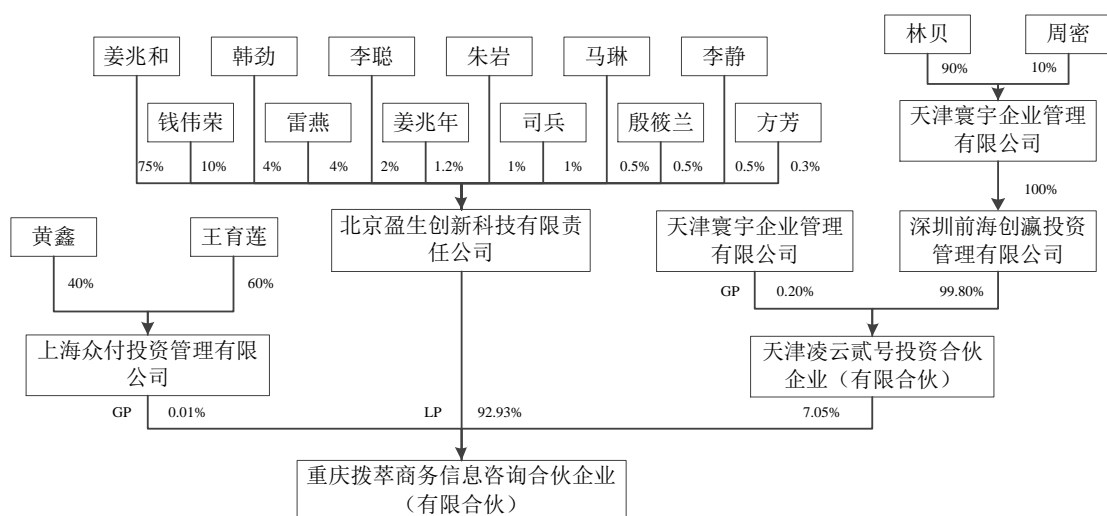 林贝
周密
姜兆和
韩劲
李聪
朱岩
马琳
李静
90%
10%
钱伟荣
雷燕
姜兆年
司兵
殷筱兰
方芳
天津寰宇企业管理
有限公司
75%
10%
4%
4%
2%
1.2%
1%
1%
0.5%
0.5%
0.5%
0.3%
100%
黄鑫
王育莲
北京盈生创新科技有限责
任公司
天津寰宇企业管理
有限公司
深圳前海创瀛投资
管理有限公司
40%
60%
GP
0.20%
99.80%
上海众付投资管理有限
公司
天津凌云贰号投资合伙
企业（有限合伙）
GP
0.01%
LP
92.93%
7.05%
重庆拨萃商务信息咨询合伙企业
（有限合伙）